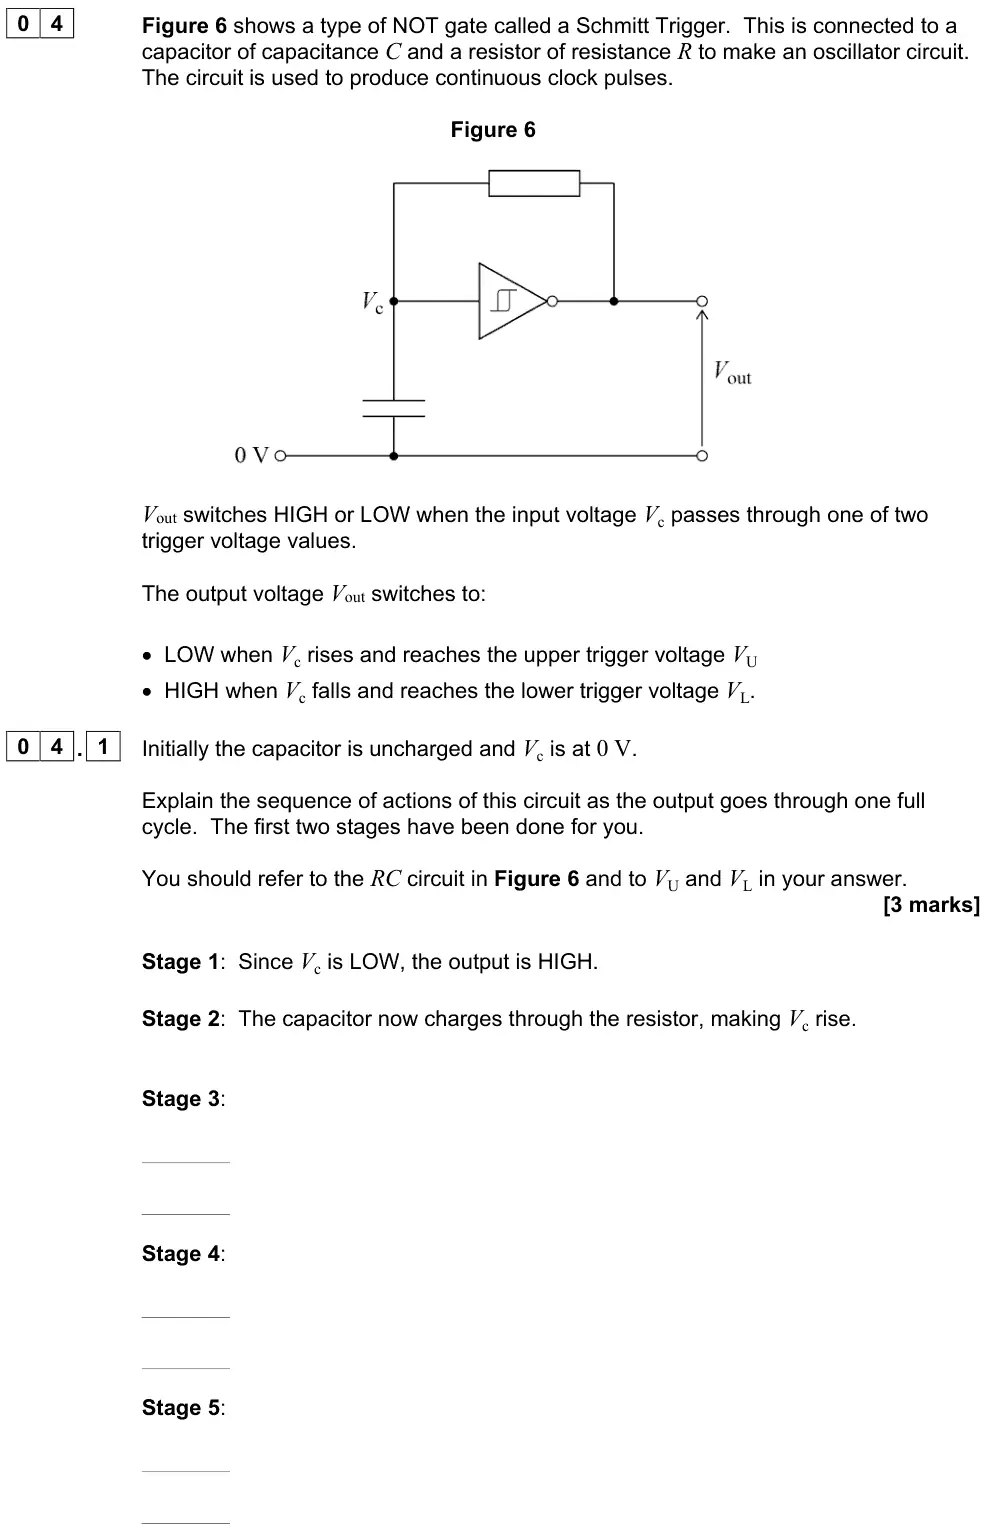 0 4
Figure 6 shows a type of NOT gate called a Schmitt Trigger. This is connected to a
capacitor of capacitance C and a resistor of resistance R to make an oscillator circuit.
The circuit is used to produce continuous clock pulses.
Figure 6
Vc
Vout
0 V
Vout switches HIGH or LOW when the input voltage Vc passes through one of two
trigger voltage values.
The output voltage Vout switches to:
• LOW when Vc rises and reaches the upper trigger voltage VU
• HIGH when Vc falls and reaches the lower trigger voltage VL.
0 4 . 1 Initially the capacitor is uncharged and Vc is at 0 V.
Explain the sequence of actions of this circuit as the output goes through one full
cycle. The first two stages have been done for you.
You should refer to the RC circuit in Figure 6 and to VU and VL in your answer.
[3 marks]
Stage 1: Since Vc is LOW, the output is HIGH.
Stage 2: The capacitor now charges through the resistor, making Vc rise.
Stage 3:
Stage 4:
Stage 5: